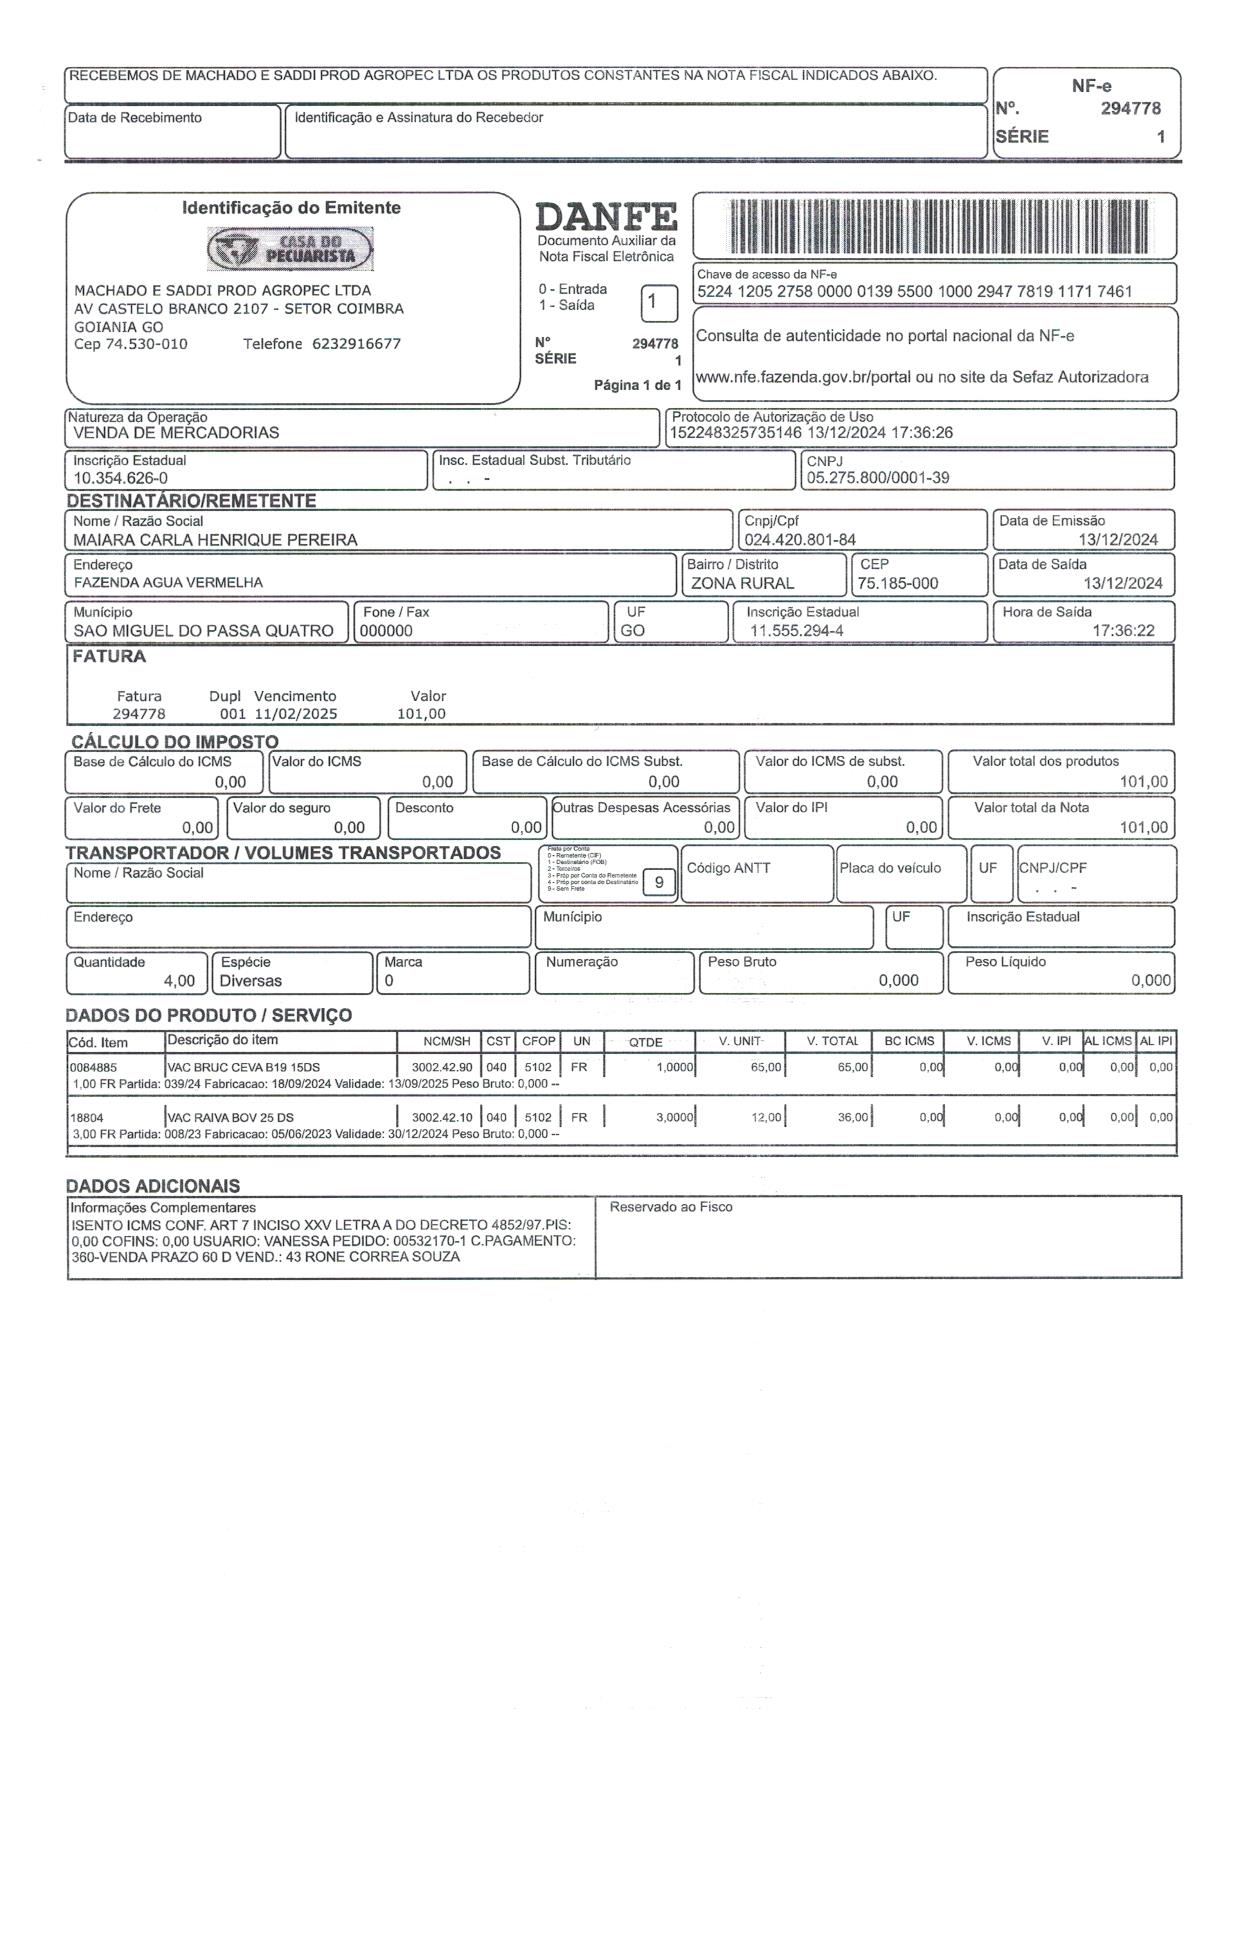 RECEBEMOS DE MACHADO E SADDI PROD AGROPEC LTDA OS PRODUTOS CONSTANTES NA NOTA FISCAL INDICADOS ABAIXO.
Data de Recebimento
Identificação e Assinatura do Recebedor
NF-e
Nº. 294778
SÉRIE 1
Identificação do Emitente
CASA DO
PECUARISTA
MACHADO E SADDI PROD AGROPEC LTDA
AV CASTELO BRANCO 2107 - SETOR COIMBRA
GOIANIA GO
Cep 74.530-010 Telefone 6232916677
DANFE
Documento Auxiliar da
Nota Fiscal Eletrônica
0 - Entrada
1 - Saída
1
Nº 294778
SÉRIE 1
Página 1 de 1
Chave de acesso da NF-e
5224 1205 2758 0000 0139 5500 1000 2947 7819 1171 7461
Consulta de autenticidade no portal nacional da NF-e
www.nfe.fazenda.gov.br/portal ou no site da Sefaz Autorizadora
Natureza da Operação
VENDA DE MERCADORIAS
Protocolo de Autorização de Uso
152248325735146 13/12/2024 17:36:26
Inscrição Estadual
10.354.626-0
Insc. Estadual Subst. Tributário
. . -
CNPJ
05.275.800/0001-39
DESTINATÁRIO/REMETENTE
Nome / Razão Social
MAIARA CARLA HENRIQUE PEREIRA
Cnpj/Cpf
024.420.801-84
Data de Emissão
13/12/2024
Endereço
FAZENDA AGUA VERMELHA
Bairro / Distrito
ZONA RURAL
CEP
75.185-000
Data de Saída
13/12/2024
Munícipio
SAO MIGUEL DO PASSA QUATRO
Fone / Fax
000000
UF
GO
Inscrição Estadual
11.555.294-4
Hora de Saída
17:36:22
FATURA
Fatura Dupl Vencimento Valor
294778 001 11/02/2025 101,00
CÁLCULO DO IMPOSTO
Base de Cálculo do ICMS
0,00
Valor do ICMS
0,00
Base de Cálculo do ICMS Subst.
0,00
Valor do ICMS de subst.
0,00
Valor total dos produtos
101,00
Valor do Frete
0,00
Valor do seguro
0,00
Desconto
0,00
Outras Despesas Acessórias
0,00
Valor do IPI
0,00
Valor total da Nota
101,00
TRANSPORTADOR / VOLUMES TRANSPORTADOS
Nome / Razão Social
Frete por Conta
0 - Remetente (CIF)
1 - Destinatário (FOB)
2 - Terceiros
3 - Próp por Conta do Remetente
4 - Próp por conta do Destinatário
9 - Sem Frete
9
Código ANTT
Placa do veículo
UF
CNPJ/CPF
. . -
Endereço
Munícipio
UF
Inscrição Estadual
Quantidade
4,00
Espécie
Diversas
Marca
0
Numeração
Peso Bruto
0,000
Peso Líquido
0,000
DADOS DO PRODUTO / SERVIÇO
Cód. Item Descrição do item NCM/SH CST CFOP UN QTDE V. UNIT V. TOTAL BC ICMS V. ICMS V. IPI AL ICMS AL IPI
0084885 VAC BRUC CEVA B19 15DS 3002.42.90 040 5102 FR 1,0000 65,00 65,00 0,00 0,00 0,00 0,00 0,00
1,00 FR Partida: 039/24 Fabricacao: 18/09/2024 Validade: 13/09/2025 Peso Bruto: 0,000 --
18804 VAC RAIVA BOV 25 DS 3002.42.10 040 5102 FR 3,0000 12,00 36,00 0,00 0,00 0,00 0,00 0,00
3,00 FR Partida: 008/23 Fabricacao: 05/06/2023 Validade: 30/12/2024 Peso Bruto: 0,000 --
DADOS ADICIONAIS
Informações Complementares
ISENTO ICMS CONF. ART 7 INCISO XXV LETRA A DO DECRETO 4852/97.PIS:
0,00 COFINS: 0,00 USUARIO: VANESSA PEDIDO: 00532170-1 C.PAGAMENTO:
360-VENDA PRAZO 60 D VEND.: 43 RONE CORREA SOUZA
Reservado ao Fisco